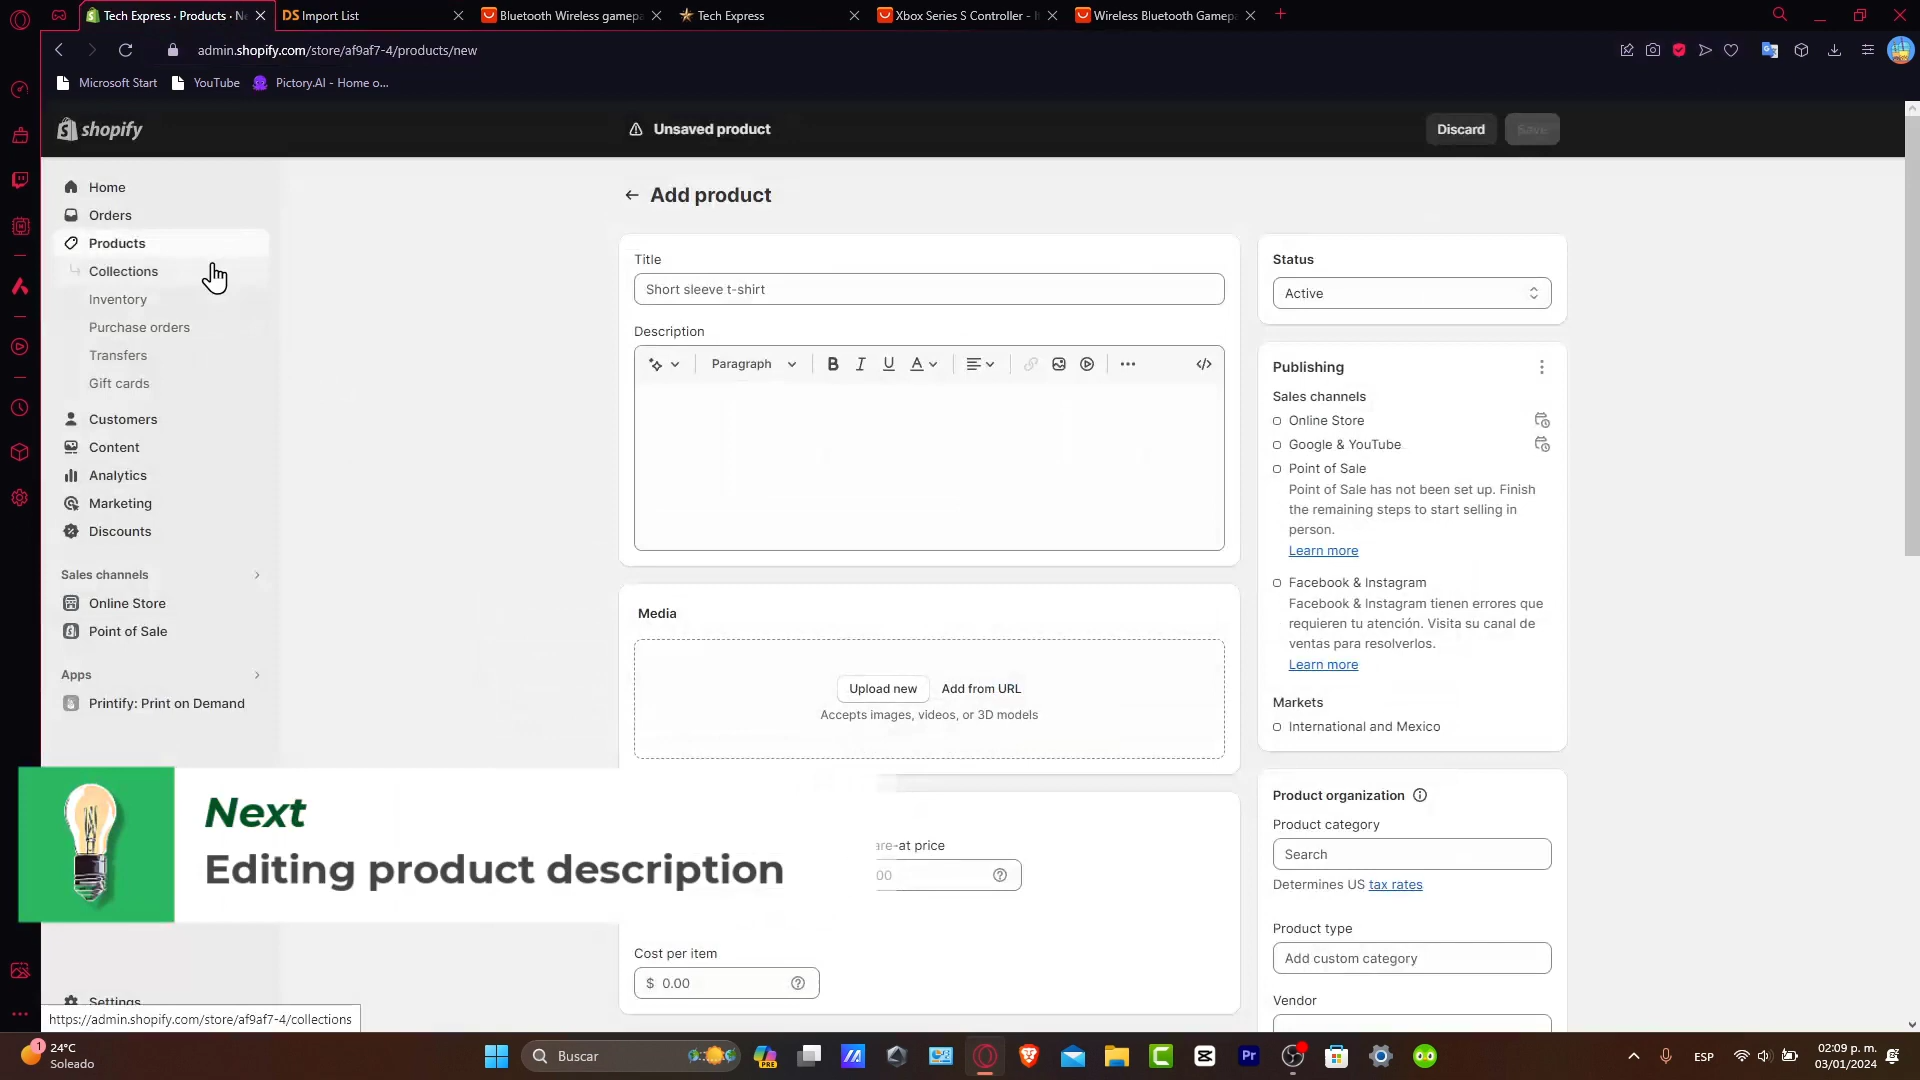 Tech Express · Products · Ne
DS Import List
Bluetooth Wireless gamepa
Tech Express
Xbox Series S Controller - It
Wireless Bluetooth Gamepa
admin.shopify.com/store/af9af7-4/products/new
Microsoft Start
YouTube
Pictory.AI - Home o...
shopify
Unsaved product
Discard
Save
Home
Orders
Products
Collections
Inventory
Purchase orders
Transfers
Gift cards
Customers
Content
Analytics
Marketing
Discounts
Sales channels
Online Store
Point of Sale
Apps
Printify: Print on Demand
Settings
https://admin.shopify.com/store/af9af7-4/collections
Add product
Title
Short sleeve t-shirt
Description
Paragraph
B I U A
Media
Upload new
Add from URL
Accepts images, videos, or 3D models
are-at price
00
Cost per item
$ 0.00
Status
Active
Publishing
Sales channels
Online Store
Google & YouTube
Point of Sale
Point of Sale has not been set up. Finish
the remaining steps to start selling in
person.
Learn more
Facebook & Instagram
Facebook & Instagram tienen errores que
requieren tu atención. Visita su canal de
ventas para resolverlos.
Learn more
Markets
International and Mexico
Product organization
Product category
Search
Determines US tax rates
Product type
Add custom category
Vendor
Next
Editing product description
1
24°C
Soleado
Buscar
PRE
Pr
ESP
02:09 p. m.
03/01/2024